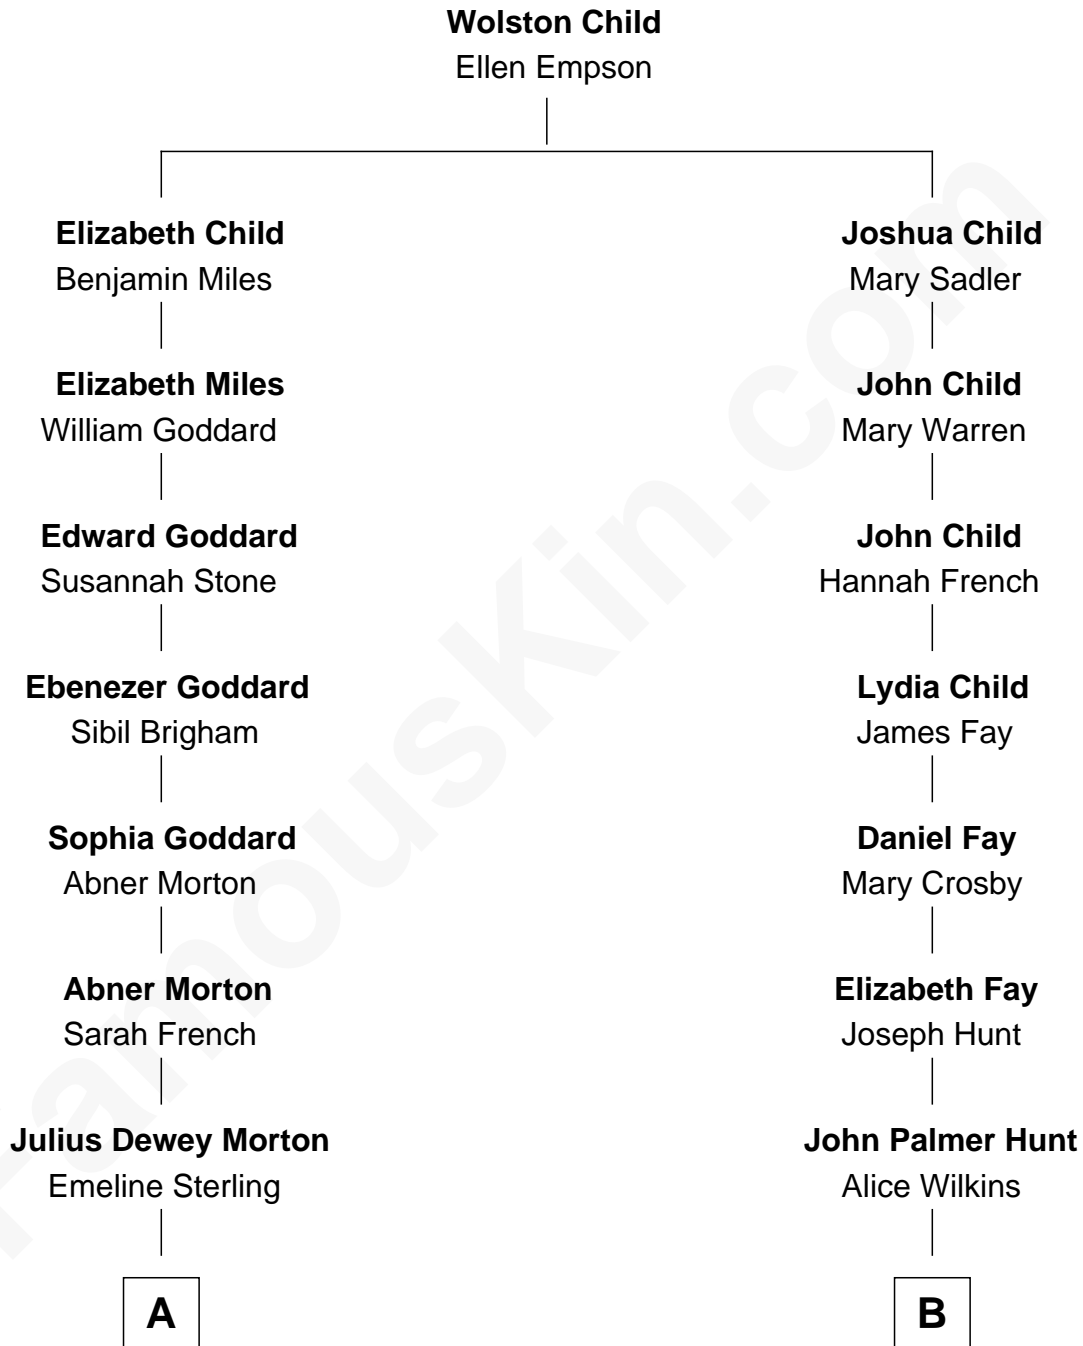 Wolston Child
Ellen Empson
Elizabeth Child
Benjamin Miles
Joshua Child
Mary Sadler
Elizabeth Miles
William Goddard
John Child
Mary Warren
Edward Goddard
Susannah Stone
John Child
Hannah French
Ebenezer Goddard
Sibil Brigham
Lydia Child
James Fay
Sophia Goddard
Abner Morton
Daniel Fay
Mary Crosby
Abner Morton
Sarah French
Elizabeth Fay
Joseph Hunt
Julius Dewey Morton
Emeline Sterling
John Palmer Hunt
Alice Wilkins
A
B
FamousKin.com